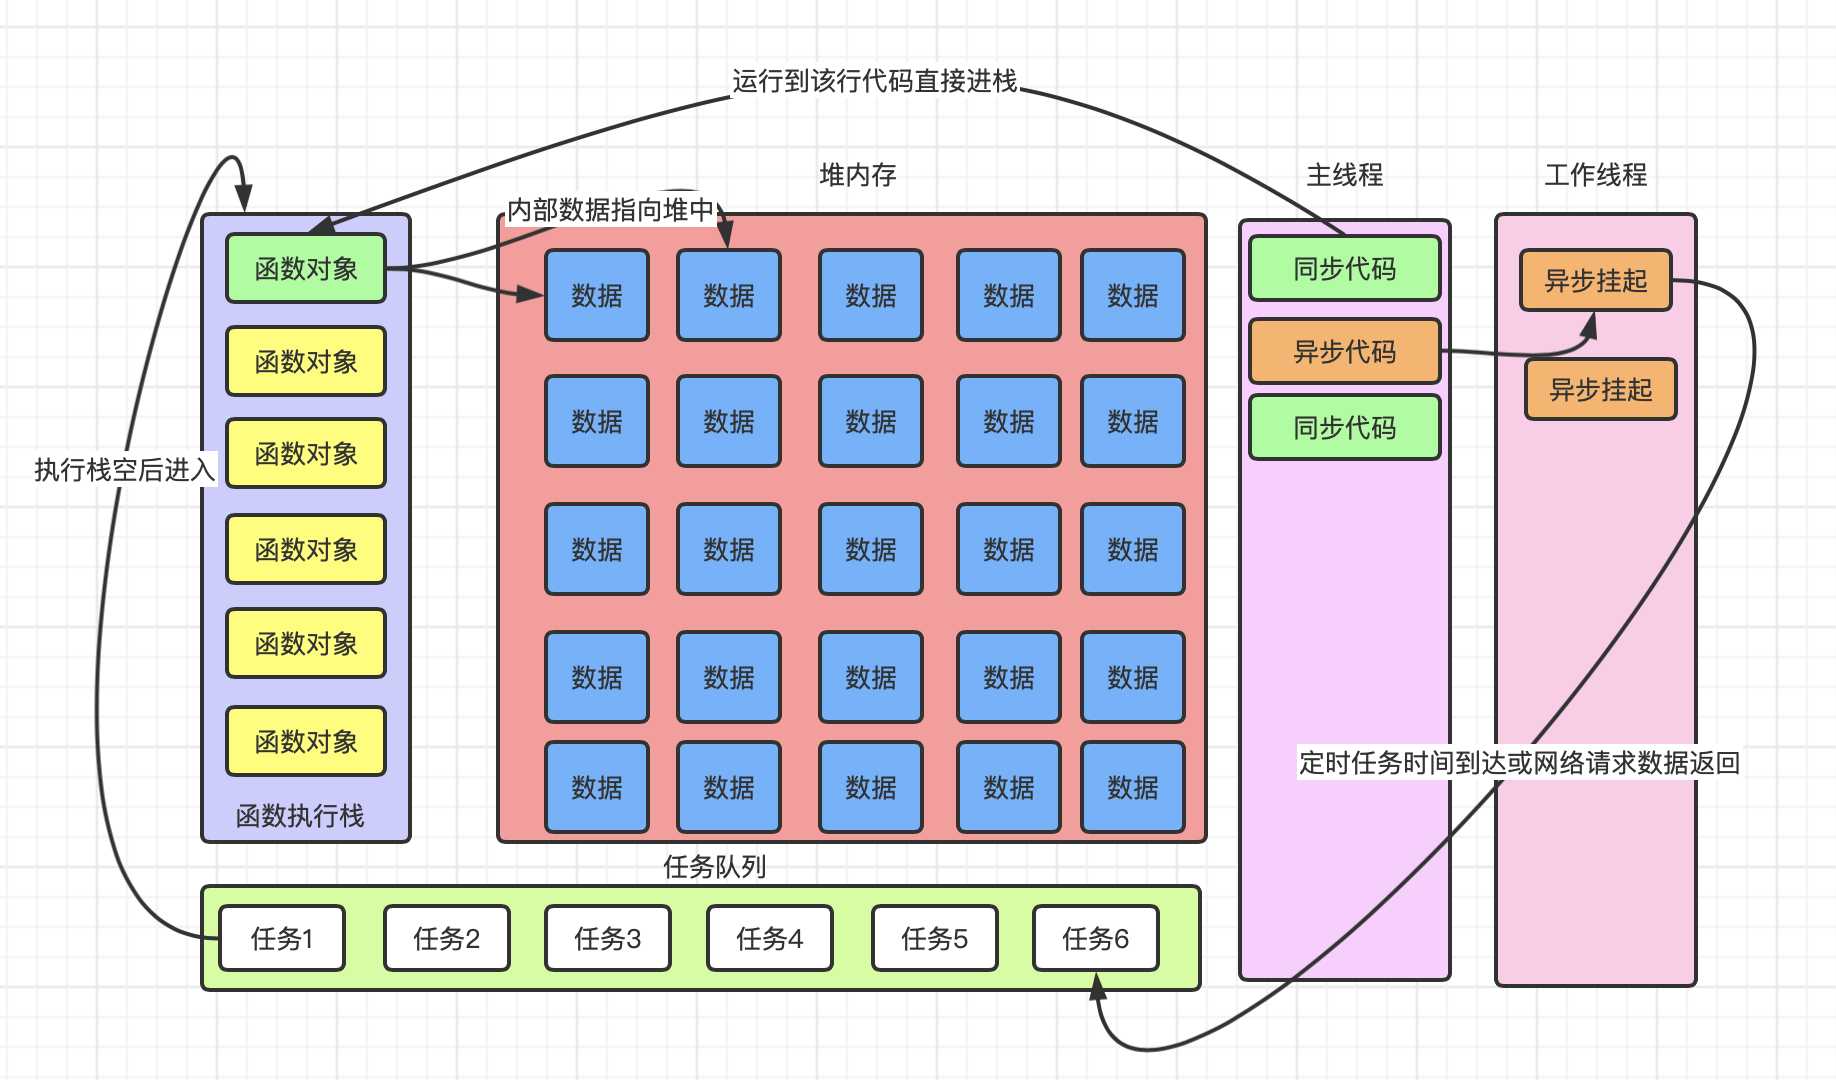 运行到该行代码直接进栈
堆内存
主线程
工作线程
内部数据指向堆中
函数对象
函数对象
函数对象
函数对象
函数对象
函数对象
函数执行栈
执行栈空后进入
数据 数据 数据 数据 数据
数据 数据 数据 数据 数据
数据 数据 数据 数据 数据
数据 数据 数据 数据 数据
数据 数据 数据 数据 数据
同步代码
异步代码
同步代码
异步挂起
异步挂起
定时任务时间到达或网络请求数据返回
任务队列
任务1 任务2 任务3 任务4 任务5 任务6